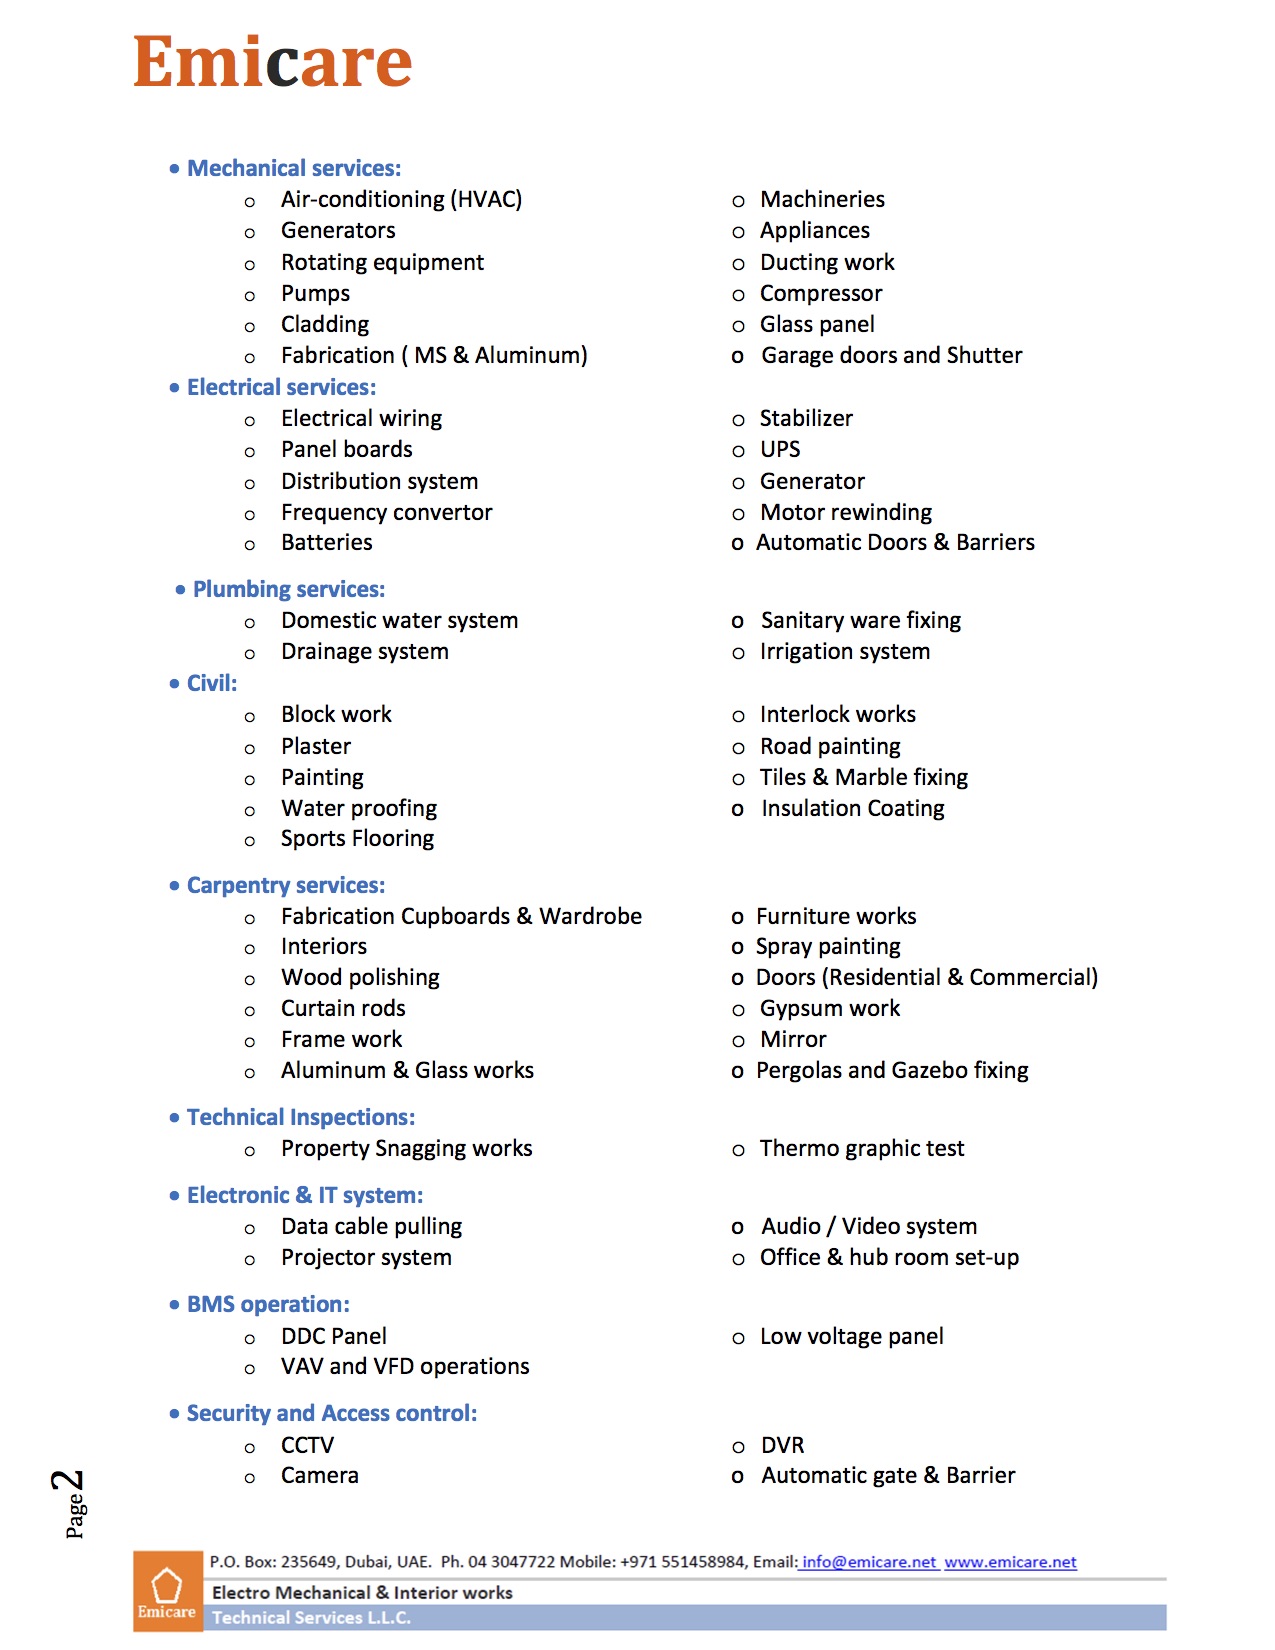 Emicare
• Mechanical services:
o Air-conditioning (HVAC) o Machineries
o Generators o Appliances
o Rotating equipment o Ducting work
o Pumps o Compressor
o Cladding o Glass panel
o Fabrication ( MS & Aluminum) o Garage doors and Shutter
• Electrical services:
o Electrical wiring o Stabilizer
o Panel boards o UPS
o Distribution system o Generator
o Frequency convertor o Motor rewinding
o Batteries o Automatic Doors & Barriers
• Plumbing services:
o Domestic water system o Sanitary ware fixing
o Drainage system o Irrigation system
• Civil:
o Block work o Interlock works
o Plaster o Road painting
o Painting o Tiles & Marble fixing
o Water proofing o Insulation Coating
o Sports Flooring
• Carpentry services:
o Fabrication Cupboards & Wardrobe o Furniture works
o Interiors o Spray painting
o Wood polishing o Doors (Residential & Commercial)
o Curtain rods o Gypsum work
o Frame work o Mirror
o Aluminum & Glass works o Pergolas and Gazebo fixing
• Technical Inspections:
o Property Snagging works o Thermo graphic test
• Electronic & IT system:
o Data cable pulling o Audio / Video system
o Projector system o Office & hub room set-up
• BMS operation:
o DDC Panel o Low voltage panel
o VAV and VFD operations
• Security and Access control:
o CCTV o DVR
o Camera o Automatic gate & Barrier
Page 2
P.O. Box: 235649, Dubai, UAE. Ph. 04 3047722 Mobile: +971 551458984, Email: info@emicare.net www.emicare.net
Electro Mechanical & Interior works
Emicare
Technical Services L.L.C.